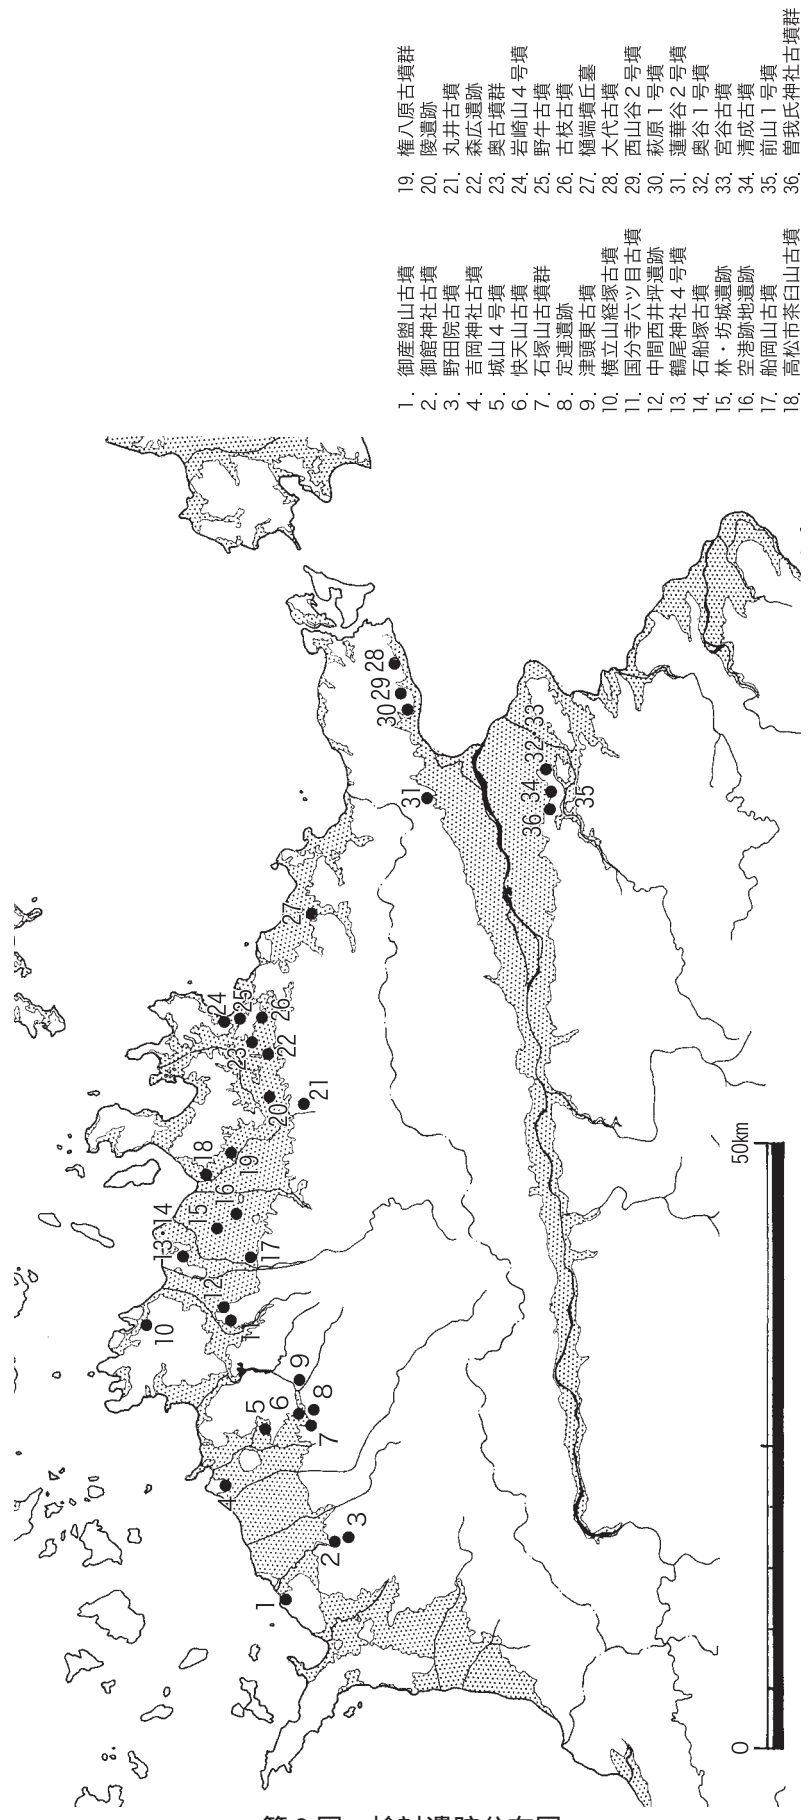 1. 御産盥山古墳
2. 御館神社古墳
3. 野田院古墳
4. 吉岡神社古墳
5. 城山４号墳
6. 快天山古墳
7. 石塚山古墳群
8. 定連遺跡
9. 津頭東古墳
10. 横立山経塚古墳
11. 国分寺六ツ目古墳
12. 中間西井坪遺跡
13. 鶴尾神社４号墳
14. 石船塚古墳
15. 林・坊城遺跡
16. 空港跡地遺跡
17. 船岡山古墳
18. 高松市茶臼山古墳
19. 権八原古墳群
20. 陵遺跡
21. 丸井古墳
22. 森広遺跡
23. 奥古墳群
24. 岩崎山４号墳
25. 野牛古墳
26. 古枝古墳
27. 樋端墳丘墓
28. 大代古墳
29. 西山谷２号墳
30. 萩原１号墳
31. 蓮華谷２号墳
32. 奥谷１号墳
33. 宮谷古墳
34. 清成古墳
35. 前山１号墳
36. 曽我氏神社古墳群
1
2
3
4
5
6
7
8
9
10
11
12
13
14
15
16
17
18
19
20
21
22
23
24
25
26
27
28
29
30
31
32
33
34
35
36
0
50km